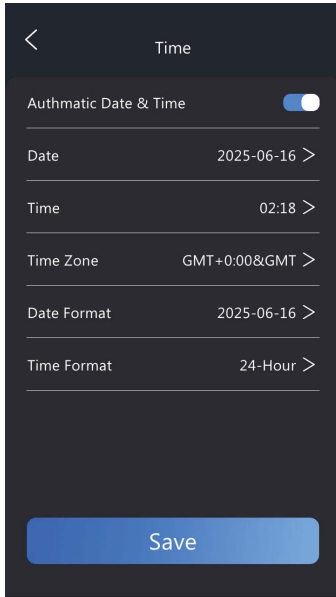 Time
Authmatic Date & Time
Date 2025-06-16 >
Time 02:18 >
Time Zone GMT+0:00&GMT >
Date Format 2025-06-16 >
Time Format 24-Hour >
Save